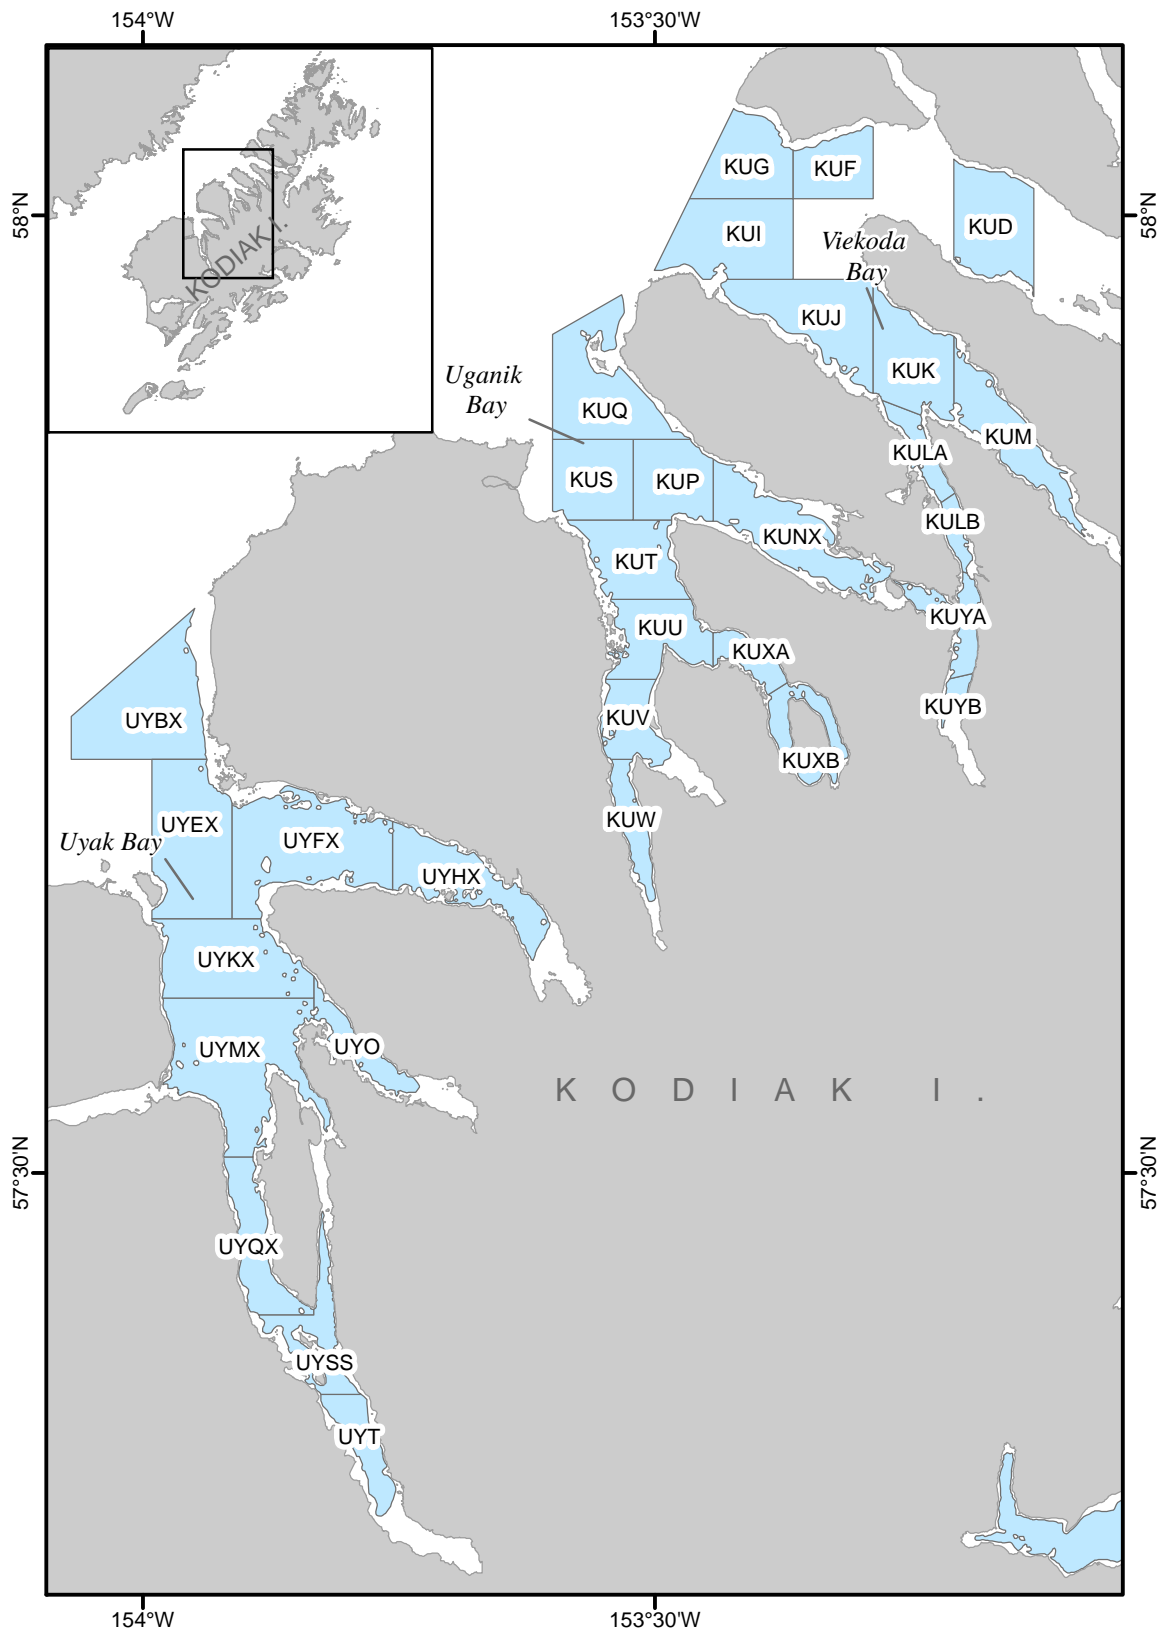 154°W
153°30'W
58°N
58°N
KODIAK I.
KUG
KUF
KUD
KUI
Viekoda
Bay
KUJ
KUK
Uganik
Bay
KUQ
KUM
KULA
KUS
KUP
KULB
KUNX
KUT
KUYA
KUU
KUXA
KUYB
UYBX
KUV
KUXB
KUW
UYEX
Uyak Bay
UYFX
UYHX
UYKX
UYMX
UYO
KODIAK I.
57°30'N
57°30'N
UYQX
UYSS
UYT
154°W
153°30'W